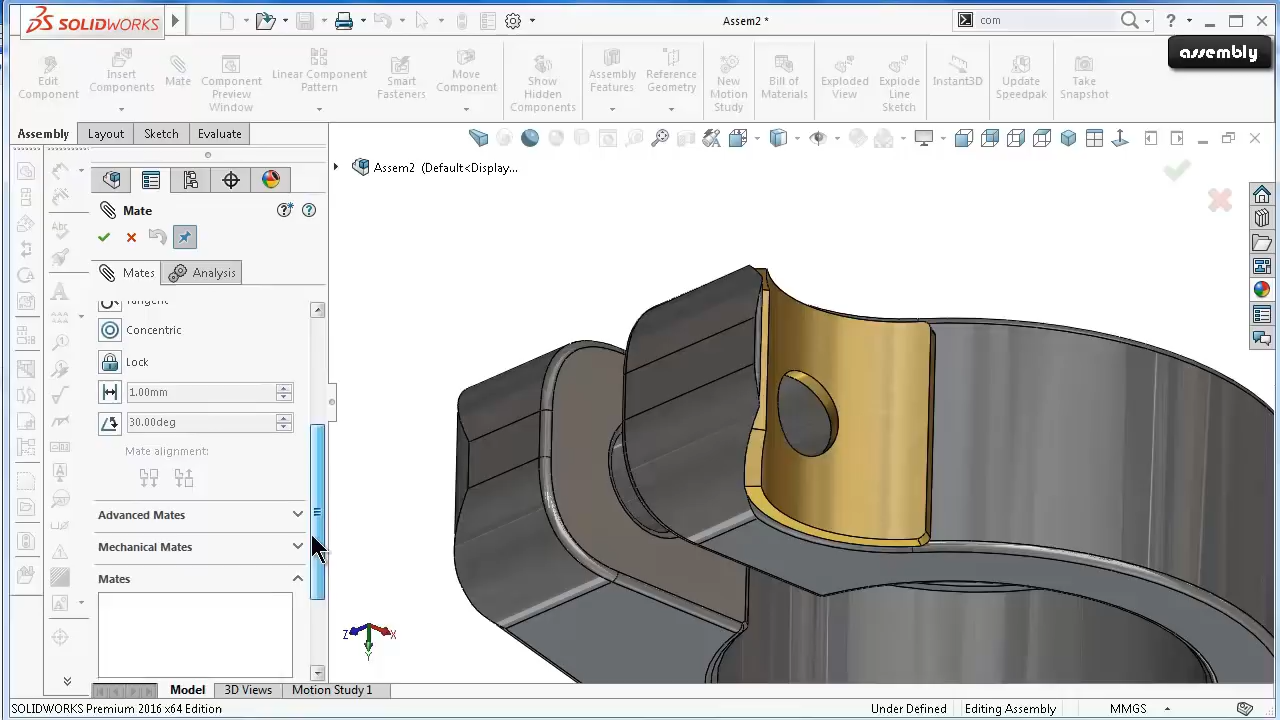 SOLIDWORKS
Assem2 *
com
assembly
Edit Component
Insert Components
Mate
Component Preview Window
Linear Component Pattern
Smart Fasteners
Move Component
Show Hidden Components
Assembly Features
Reference Geometry
New Motion Study
Bill of Materials
Exploded View
Explode Line Sketch
Instant3D
Update Speedpak
Take Snapshot
Assembly
Layout
Sketch
Evaluate
Assem2 (Default<Display...
Mate
Mates
Analysis
Tangent
Concentric
Lock
1.00mm
30.00deg
Mate alignment:
Advanced Mates
Mechanical Mates
Mates
Z
X
Y
Model
3D Views
Motion Study 1
SOLIDWORKS Premium 2016 x64 Edition
Under Defined
Editing Assembly
MMGS